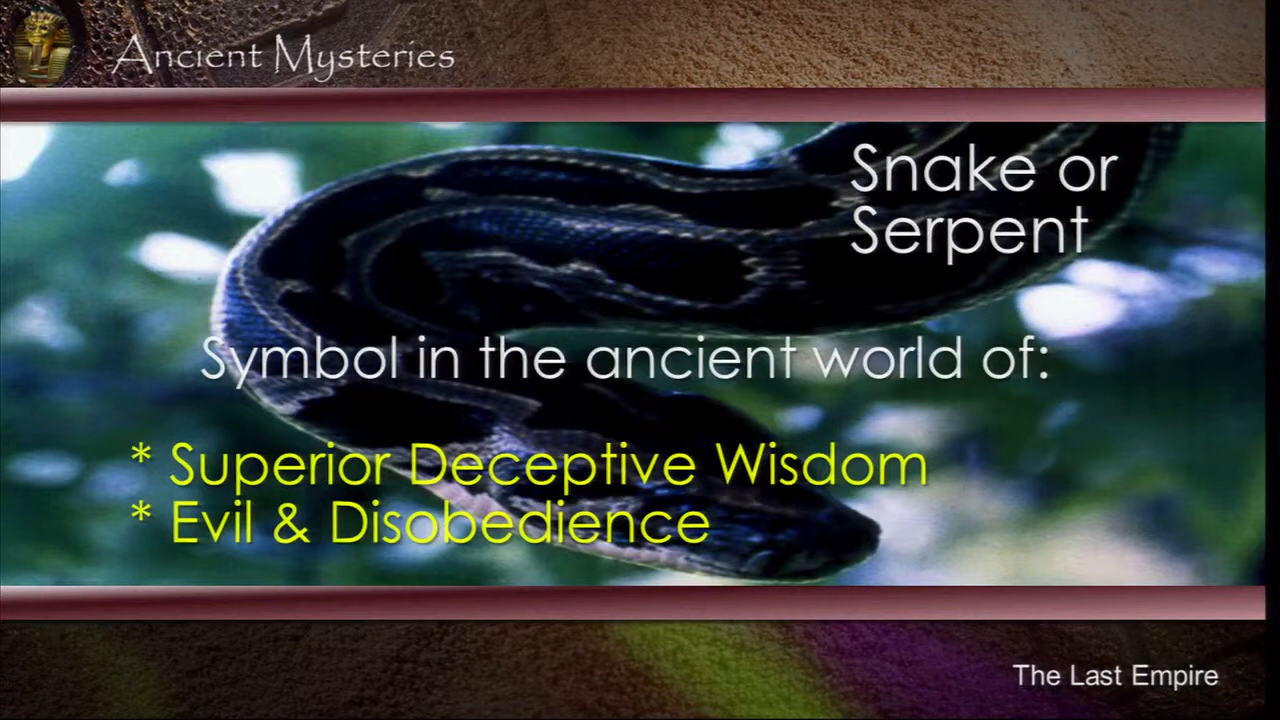 Ancient Mysteries
Snake or
Serpent
Symbol in the ancient world of:
* Superior Deceptive Wisdom
* Evil & Disobedience
The Last Empire